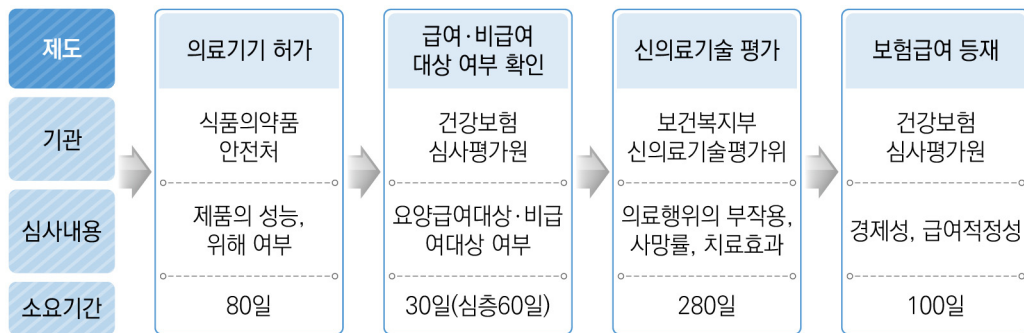 제도
기관
심사내용
소요기간
의료기기 허가
식품의약품
안전처
제품의 성능,
위해 여부
80일
급여·비급여
대상 여부 확인
건강보험
심사평가원
요양급여대상·비급
여대상 여부
30일(심층60일)
신의료기술 평가
보건복지부
신의료기술평가위
의료행위의 부작용,
사망률, 치료효과
280일
보험급여 등재
건강보험
심사평가원
경제성, 급여적정성
100일